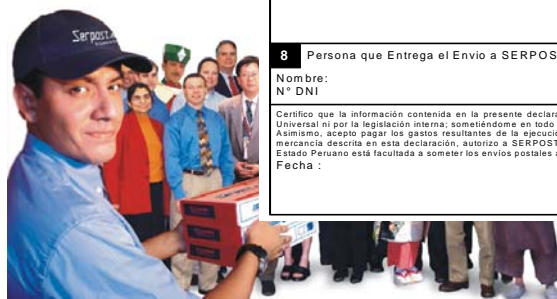 Serpost
8 Persona que Entrega el Envio a SERPOS
Nombre:
N° DNI
Certifico que la información contenida en la presente declara
Universal ni por la legislación interna; sometiéndome en todo
Asimismo, acepto pagar los gastos resultantes de la ejecució
mercancía descrita en esta declaración, autorizo a SERPOST
Estado Peruano está facultada a someter los envíos postales a
Fecha :